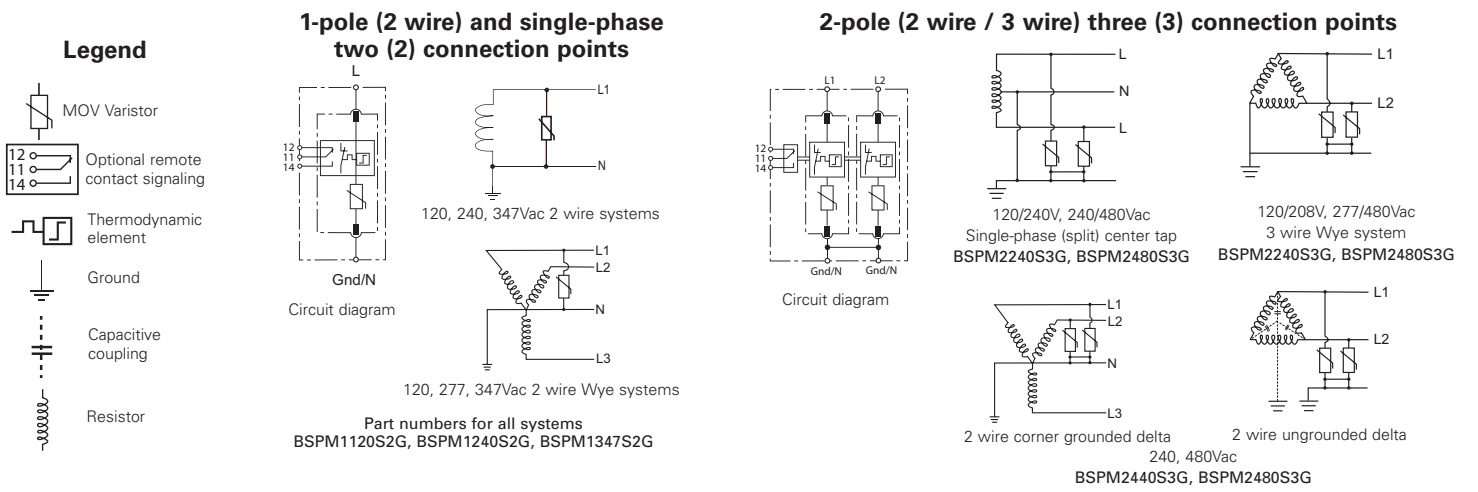 Legend
MOV Varistor
12
11
14
Optional remote
contact signaling
Thermodynamic
element
Ground
Capacitive
coupling
Resistor
1-pole (2 wire) and single-phase
two (2) connection points
L
12
11
14
Gnd/N
Circuit diagram
L1
N
120, 240, 347Vac 2 wire systems
L1
L2
N
L3
120, 277, 347Vac 2 wire Wye systems
Part numbers for all systems
BSPM1120S2G, BSPM1240S2G, BSPM1347S2G
2-pole (2 wire / 3 wire) three (3) connection points
L1 L2
12
11
14
Gnd/N Gnd/N
Circuit diagram
L
N
L
120/240V, 240/480Vac
Single-phase (split) center tap
BSPM2240S3G, BSPM2480S3G
L1
L2
120/208V, 277/480Vac
3 wire Wye system
BSPM2240S3G, BSPM2480S3G
L1
L2
N
L3
2 wire corner grounded delta
L1
L2
2 wire ungrounded delta
240, 480Vac
BSPM2440S3G, BSPM2480S3G